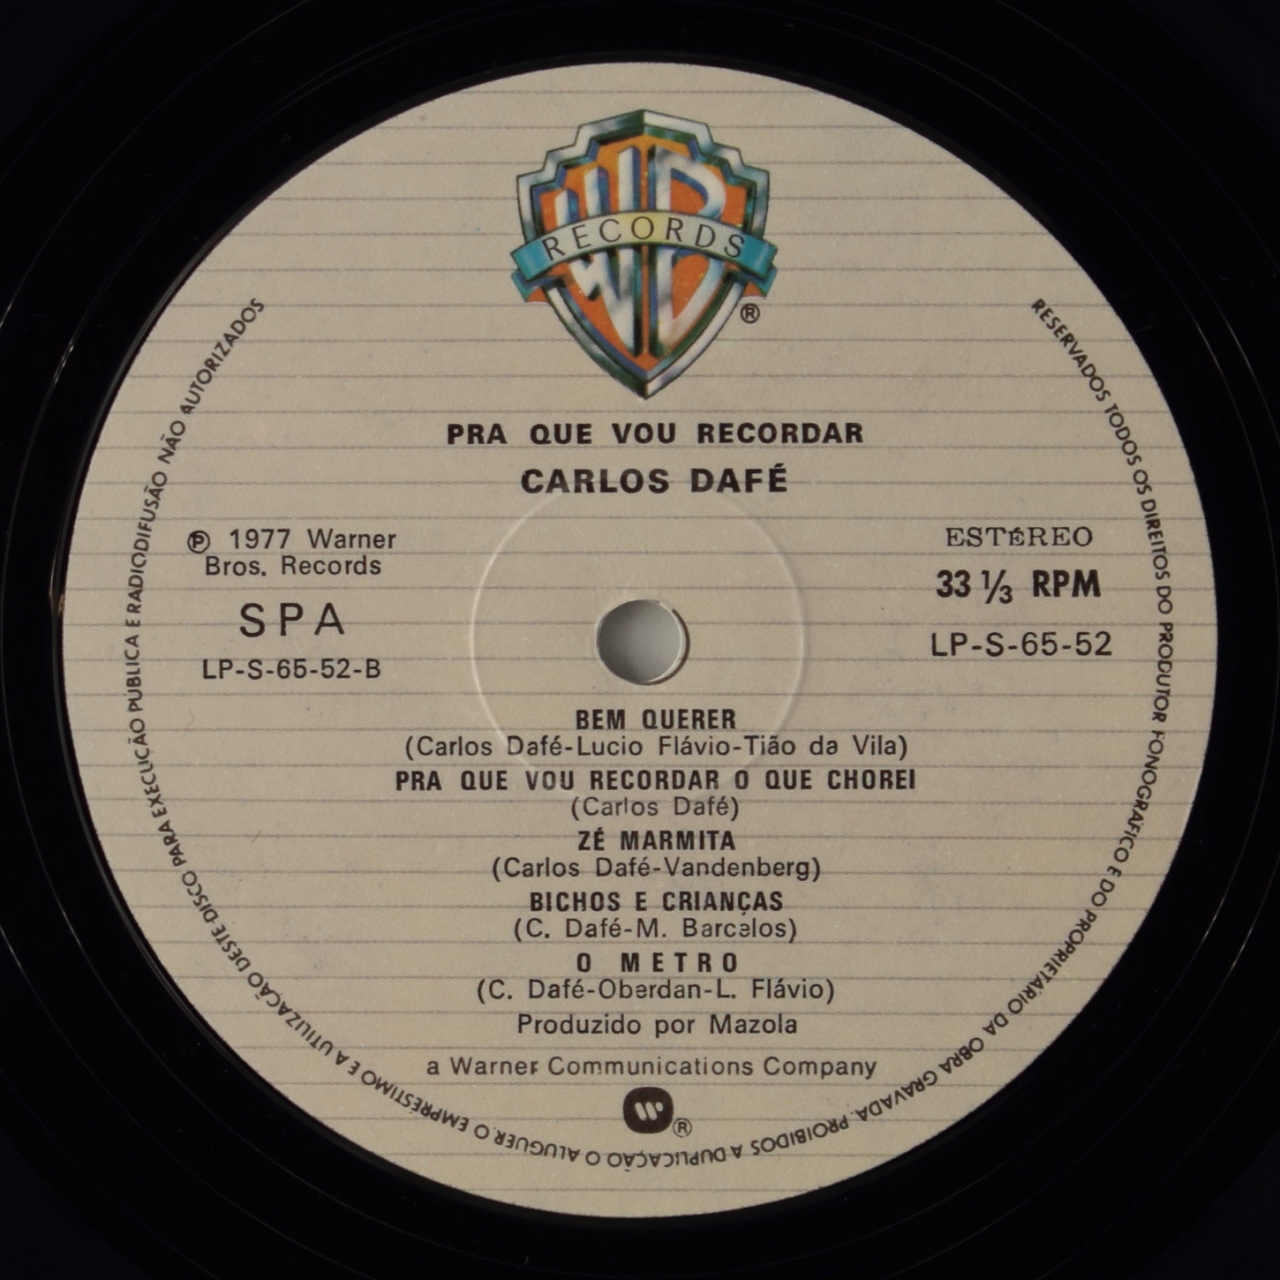 WB
RECORDS
®
PRA QUE VOU RECORDAR
CARLOS DAFÉ
℗ 1977 Warner
Bros. Records
SPA
LP-S-65-52-B
ESTÉREO
33 1/3 RPM
LP-S-65-52
BEM QUERER
(Carlos Dafé-Lucio Flávio-Tião da Vila)
PRA QUE VOU RECORDAR O QUE CHOREI
(Carlos Dafé)
ZÉ MARMITA
(Carlos Dafé-Vandenberg)
BICHOS E CRIANÇAS
(C. Dafé-M. Barcelos)
O METRO
(C. Dafé-Oberdan-L. Flávio)
Produzido por Mazola
a Warner Communications Company
®
RESERVADOS TODOS OS DIREITOS DO PRODUTOR FONOGRAFICO E DO PROPRIETARIO DA OBRA GRAVADA. PROIBIDOS A DUPLICAÇÃO O ALUGUER. O EMPRÉSTIMO E A UTILIZAÇÃO DESTE DISCO PARA EXECUÇÃO PUBLICA E RADIODIFUSÃO NÃO AUTORIZADOS